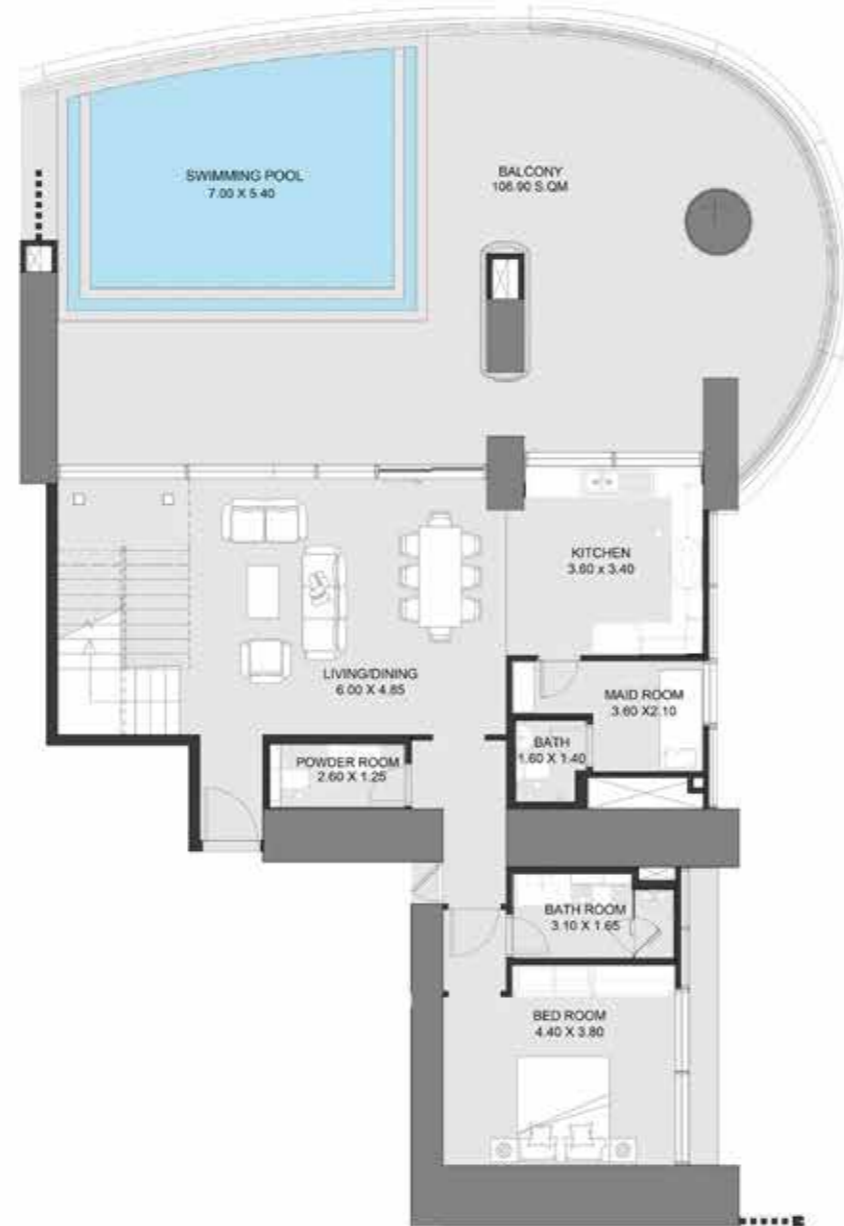 SWIMMING POOL
7.00 X 5.40
BALCONY
106.90 S.QM
KITCHEN
3.60 x 3.40
LIVING/DINING
6.00 X 4.85
MAID ROOM
3.60 X2.10
BATH
1.60 X 1.40
POWDER ROOM
2.60 X 1.25
BATH ROOM
3.10 X 1.65
BED ROOM
4.40 X 3.80